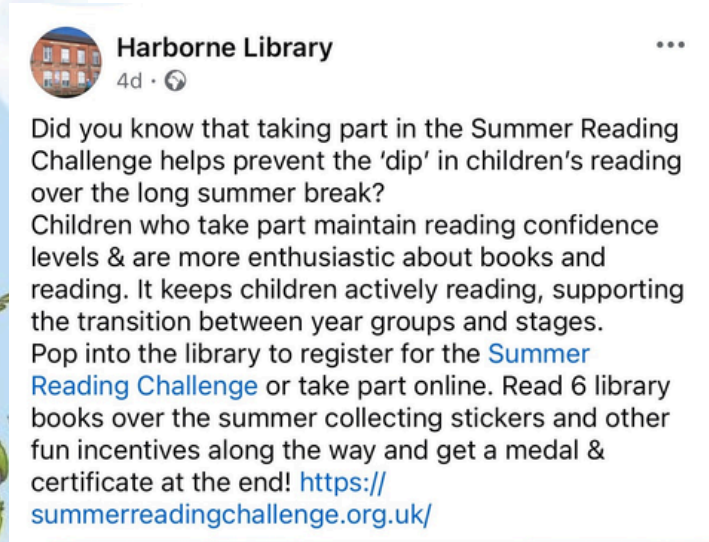 Harborne Library
4d ·
Did you know that taking part in the Summer Reading
Challenge helps prevent the ‘dip’ in children’s reading
over the long summer break?
Children who take part maintain reading confidence
levels & are more enthusiastic about books and
reading. It keeps children actively reading, supporting
the transition between year groups and stages.
Pop into the library to register for the Summer
Reading Challenge or take part online. Read 6 library
books over the summer collecting stickers and other
fun incentives along the way and get a medal &
certificate at the end! https://
summerreadingchallenge.org.uk/